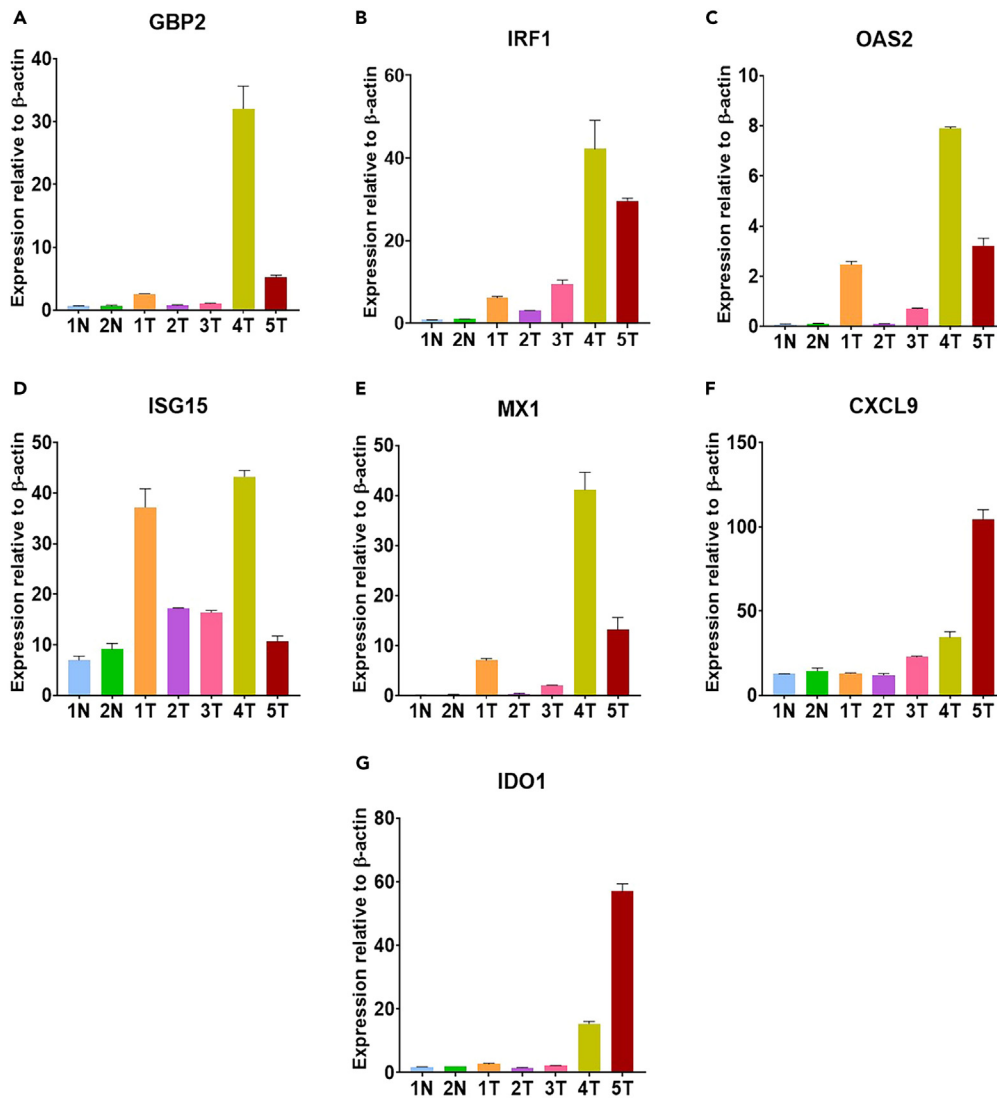 A
GBP2
Expression relative to β-actin
40
30
20
10
0
1N 2N 1T 2T 3T 4T 5T
B
IRF1
Expression relative to β-actin
60
40
20
0
1N 2N 1T 2T 3T 4T 5T
C
OAS2
Expression relative to β-actin
10
8
6
4
2
0
1N 2N 1T 2T 3T 4T 5T
D
ISG15
Expression relative to β-actin
50
40
30
20
10
0
1N 2N 1T 2T 3T 4T 5T
E
MX1
Expression relative to β-actin
50
40
30
20
10
0
1N 2N 1T 2T 3T 4T 5T
F
CXCL9
Expression relative to β-actin
150
100
50
0
1N 2N 1T 2T 3T 4T 5T
G
IDO1
Expression relative to β-actin
80
60
40
20
0
1N 2N 1T 2T 3T 4T 5T